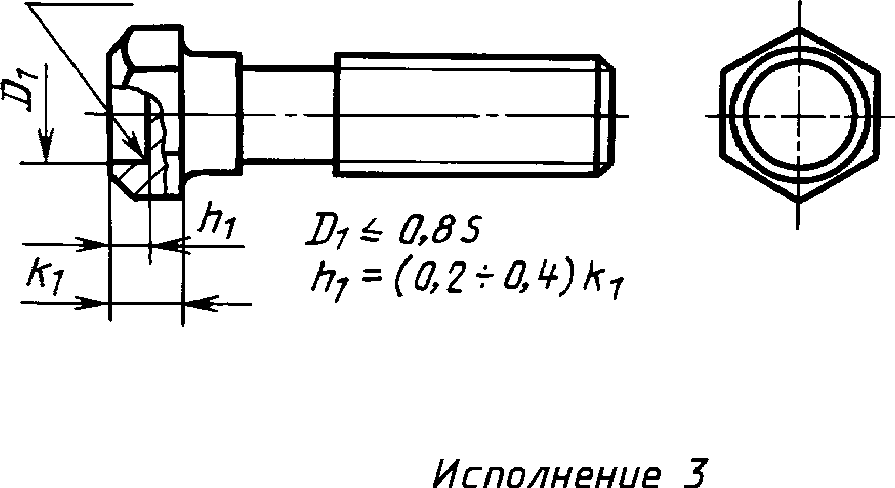 D₁
h₁
k₁
D₁ ≤ 0,8 S
h₁ = (0,2 ÷ 0,4) k₁
Исполнение 3